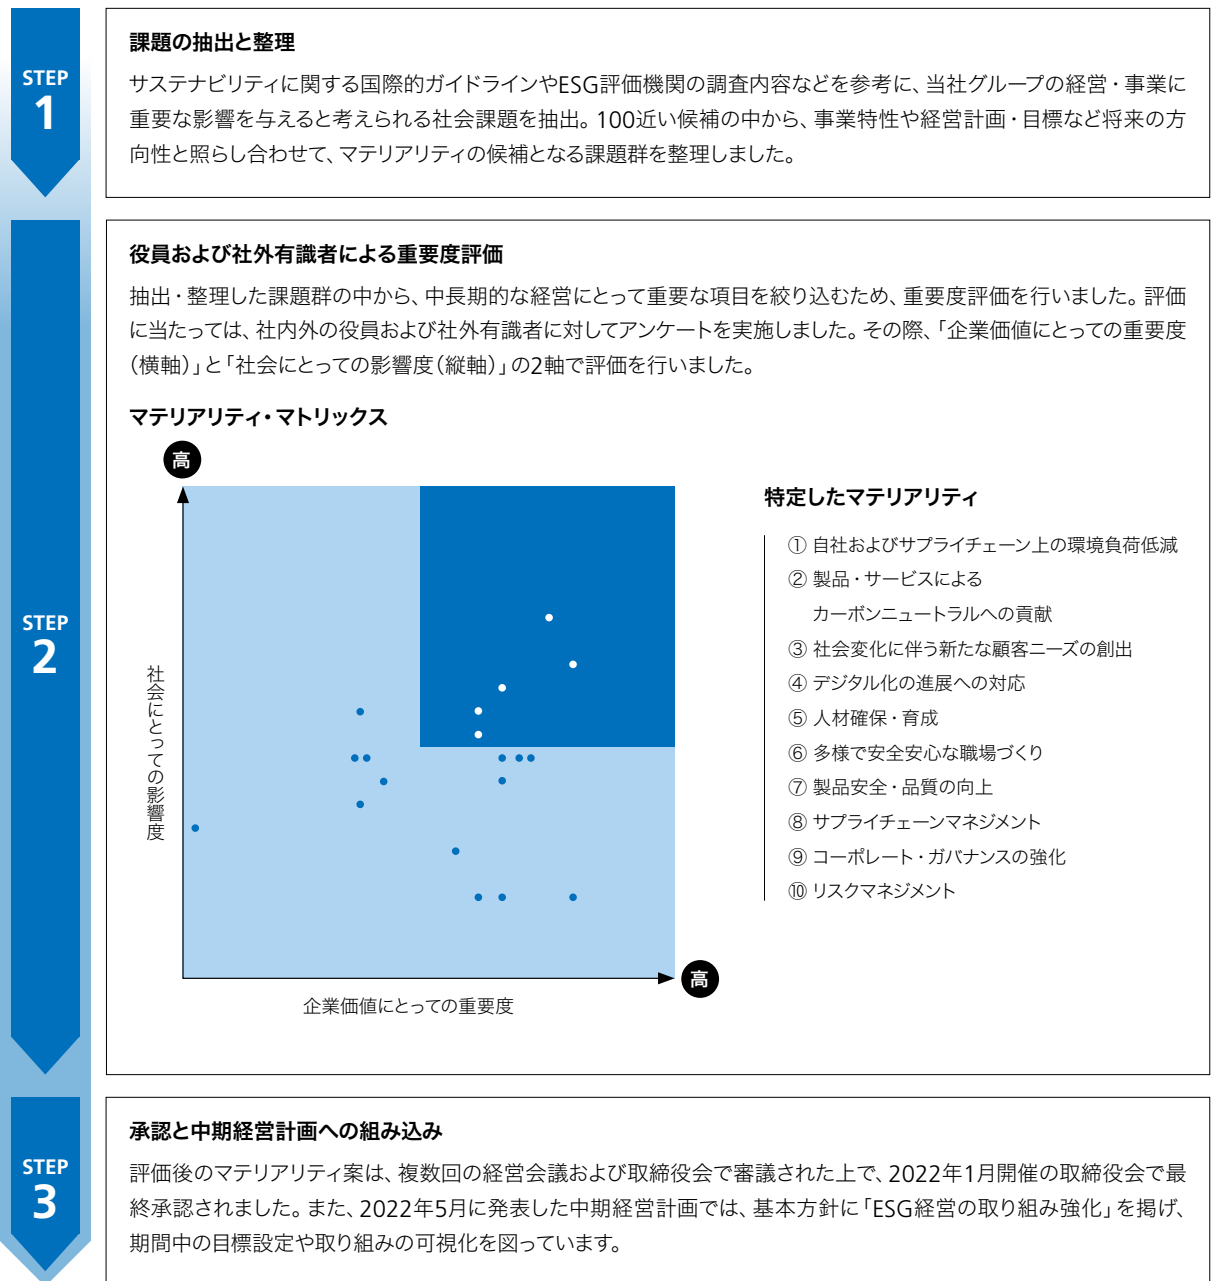 STEP
1
課題の抽出と整理
サステナビリティに関する国際的ガイドラインやESG評価機関の調査内容などを参考に、当社グループの経営・事業に
重要な影響を与えると考えられる社会課題を抽出。100近い候補の中から、事業特性や経営計画・目標など将来の方
向性と照らし合わせて、マテリアリティの候補となる課題群を整理しました。
STEP
2
役員および社外有識者による重要度評価
抽出・整理した課題群の中から、中長期的な経営にとって重要な項目を絞り込むため、重要度評価を行いました。評価
に当たっては、社内外の役員および社外有識者に対してアンケートを実施しました。その際、「企業価値にとっての重要度
（横軸）」と「社会にとっての影響度（縦軸）」の2軸で評価を行いました。
マテリアリティ・マトリックス
高
社会にとっての影響度
高
企業価値にとっての重要度
特定したマテリアリティ
① 自社およびサプライチェーン上の環境負荷低減
② 製品・サービスによる
カーボンニュートラルへの貢献
③ 社会変化に伴う新たな顧客ニーズの創出
④ デジタル化の進展への対応
⑤ 人材確保・育成
⑥ 多様で安全安心な職場づくり
⑦ 製品安全・品質の向上
⑧ サプライチェーンマネジメント
⑨ コーポレート・ガバナンスの強化
⑩ リスクマネジメント
STEP
3
承認と中期経営計画への組み込み
評価後のマテリアリティ案は、複数回の経営会議および取締役会で審議された上で、2022年1月開催の取締役会で最
終承認されました。また、2022年5月に発表した中期経営計画では、基本方針に「ESG経営の取り組み強化」を掲げ、
期間中の目標設定や取り組みの可視化を図っています。